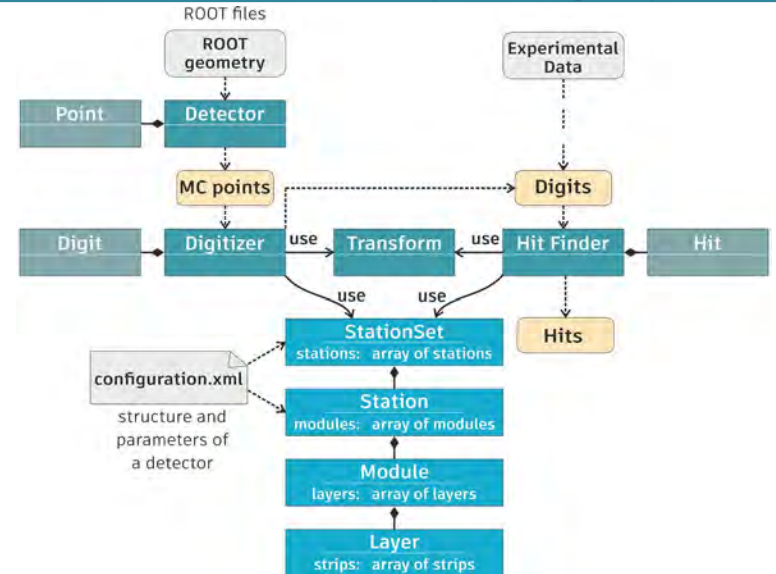 ROOT files
ROOT
geometry
Experimental
Data
Point
Detector
MC points
Digits
Digit
Digitizer
use
Transform
use
Hit Finder
Hit
use
use
StationSet
stations: array of stations
Hits
configuration.xml
structure and
parameters of
a detector
Station
modules: array of modules
Module
layers: array of layers
Layer
strips: array of strips